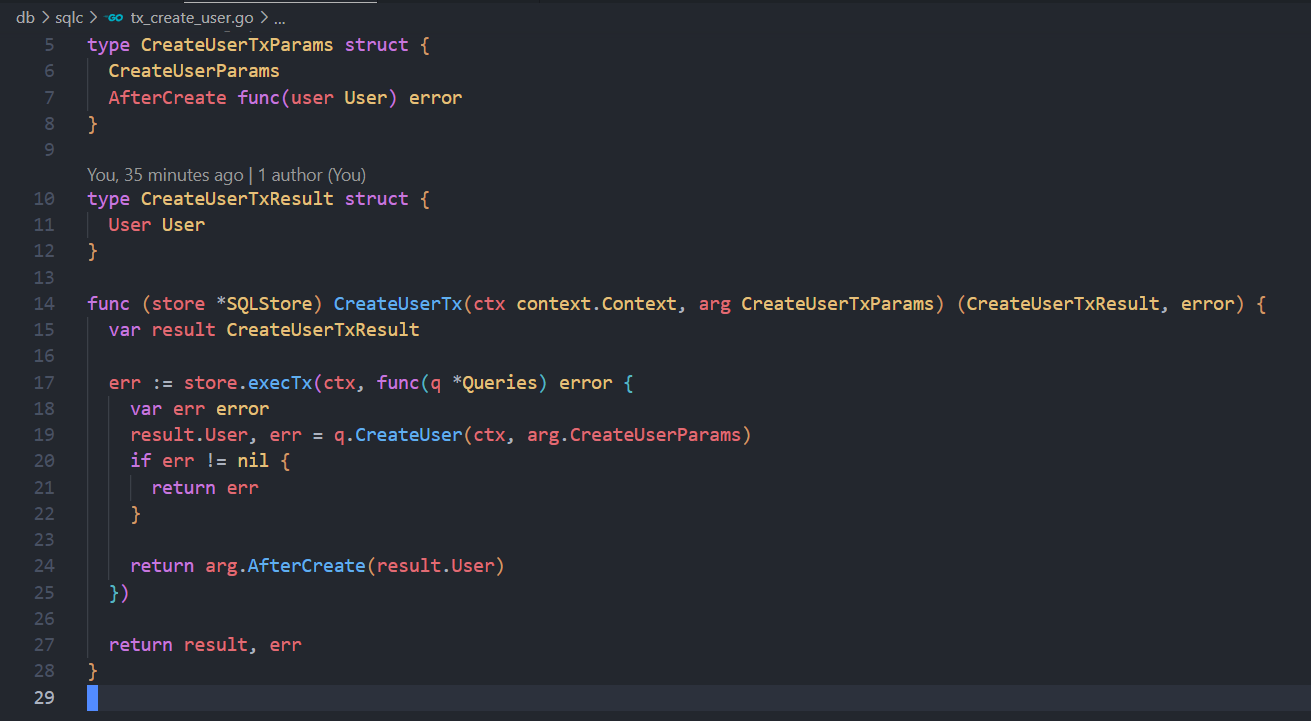 db > sqlc > GO tx_create_user.go > ...
5 type CreateUserTxParams struct {
6   CreateUserParams
7   AfterCreate func(user User) error
8 }
9
You, 35 minutes ago | 1 author (You)
10 type CreateUserTxResult struct {
11   User User
12 }
13
14 func (store *SQLStore) CreateUserTx(ctx context.Context, arg CreateUserTxParams) (CreateUserTxResult, error) {
15   var result CreateUserTxResult
16
17   err := store.execTx(ctx, func(q *Queries) error {
18     var err error
19     result.User, err = q.CreateUser(ctx, arg.CreateUserParams)
20     if err != nil {
21       return err
22     }
23
24     return arg.AfterCreate(result.User)
25   })
26
27   return result, err
28 }
29